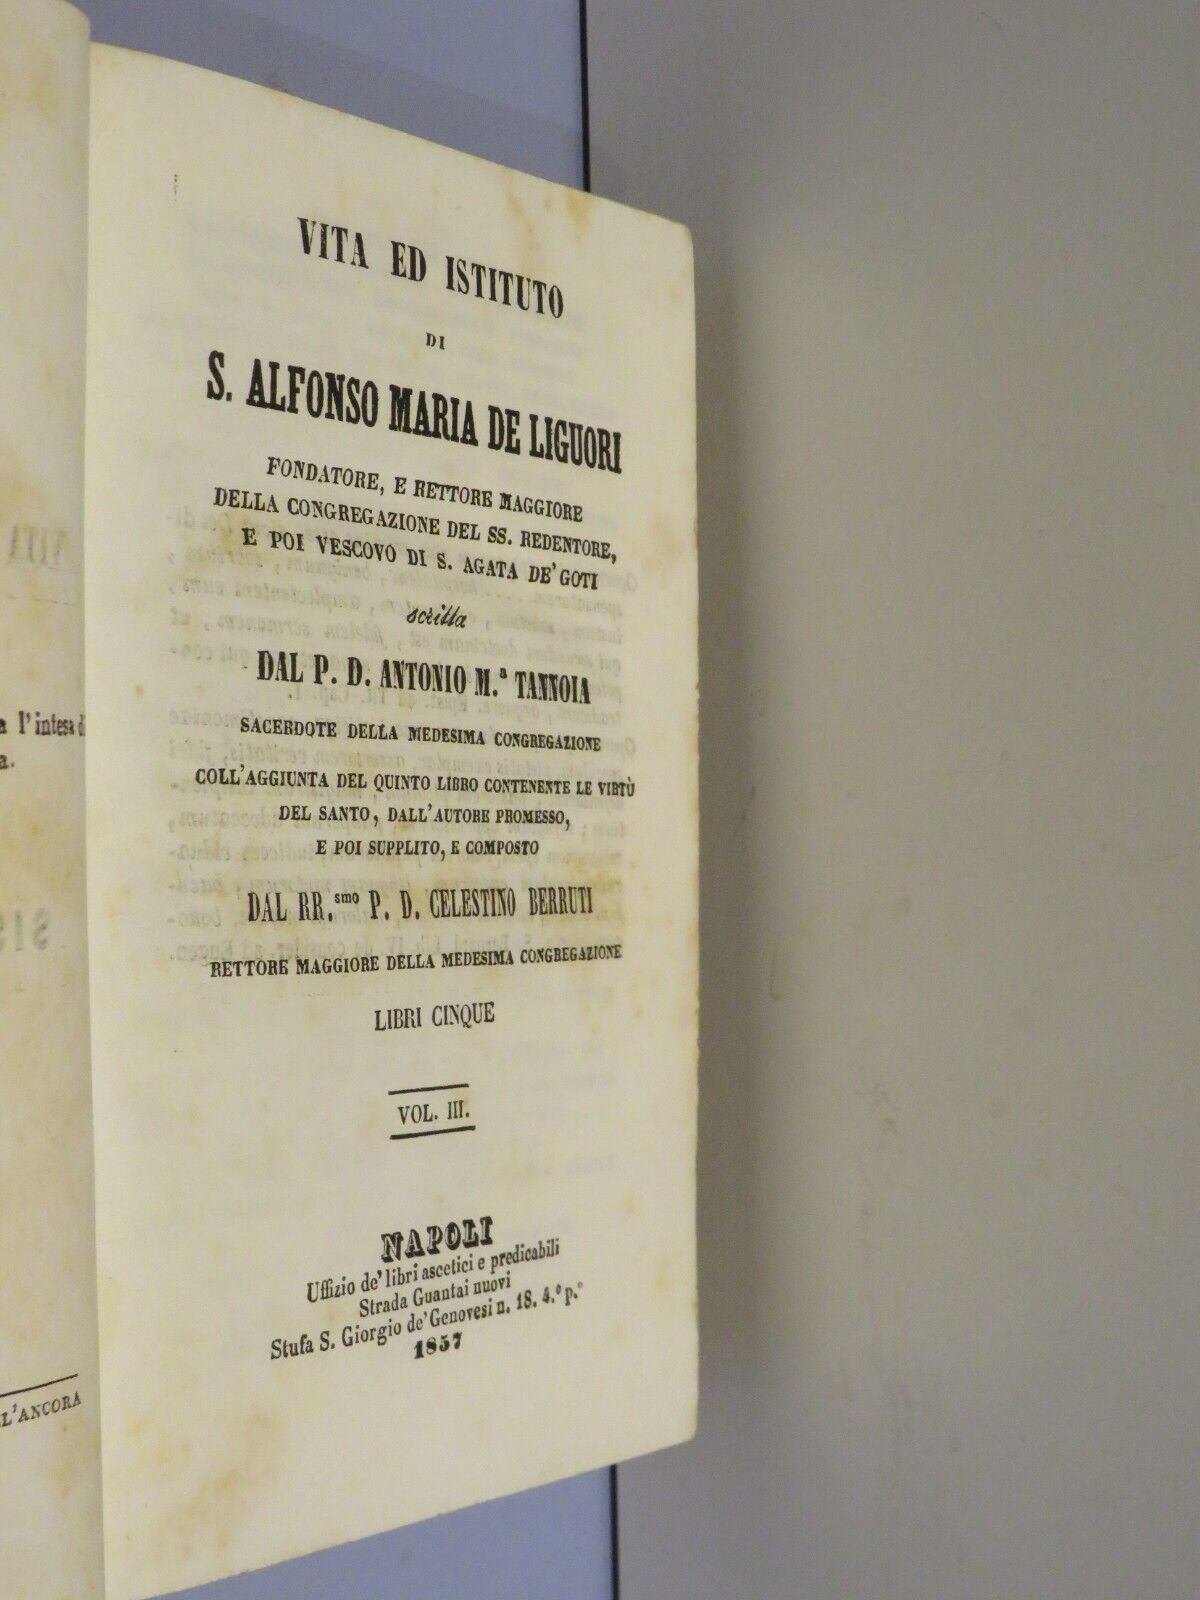 a l'intesa
a.
L'ANCORA
VITA ED ISTITUTO
DI
S. ALFONSO MARIA DE LIGUORI
FONDATORE, E RETTORE MAGGIORE
DELLA CONGREGAZIONE DEL SS. REDENTORE,
E POI VESCOVO DI S. AGATA DE' GOTI
scritta
DAL P. D. ANTONIO M.ª TANNOIA
SACERDOTE DELLA MEDESIMA CONGREGAZIONE
COLL'AGGIUNTA DEL QUINTO LIBRO CONTENENTE LE VIRTÙ
DEL SANTO, DALL'AUTORE PROMESSO,
E POI SUPPLITO, E COMPOSTO
DAL RR.smo P. D. CELESTINO BERRUTI
RETTORE MAGGIORE DELLA MEDESIMA CONGREGAZIONE
LIBRI CINQUE
VOL. III.
NAPOLI
Uffizio de' libri ascetici e predicabili
Strada Guantai nuovi
Stufa S. Giorgio de' Genovesi n. 18. 4.º p.º
1857